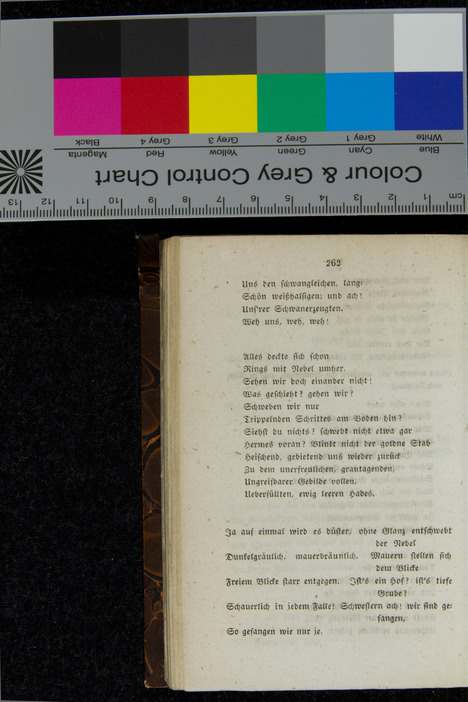 Black Grey 4 Grey 3 Grey 2 Grey 1 White
Magenta Red Yellow Green Cyan Blue
Colour & Grey Control Chart
13 12 11 10 9 8 7 6 5 4 3 2 1 cm
262
Uns den schwangleichen, lang-
Schön weißhalsigen; und ach!
Uns'rer Schwanerzeugten.
Weh uns, weh, weh!
Alles deckte sich schon
Rings mit Nebel umher.
Sehen wir doch einander nicht!
Was geschieht? gehen wir?
Schweben wir nur
Trippelnden Schrittes am Boden hin?
Siehst du nichts? schwebt nicht etwa gar
Hermes voran? Blinkt nicht der goldne Stab
Heischend, gebietend uns wieder zurück
Zu dem unerfreulichen, grautagenden,
Ungreifbarer Gebilde vollen,
Ueberfüllten, ewig leeren Hades.
Ja auf einmal wird es düster, ohne Glanz entschwebt
der Nebel
Dunkelgräulich, mauerbräunlich. Mauern stellen sich
dem Blicke
Freiem Blicke starr entgegen. Ist's ein Hof? ist's tiefe
Grube?
Schauerlich in jedem Falle! Schwestern ach! wir sind ge-
fangen,
So gefangen wie nur je.